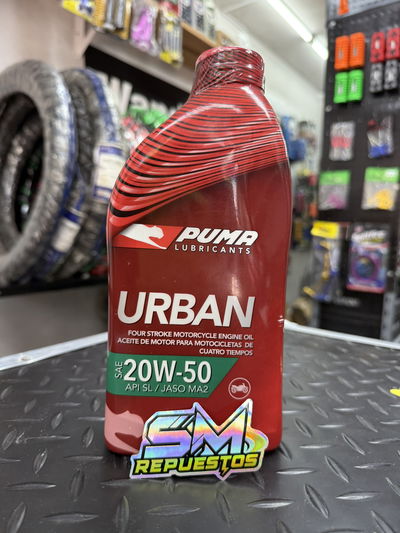 PUMA
LUBRICANTS
URBAN
FOUR STROKE MOTORCYCLE ENGINE OIL
ACEITE DE MOTOR PARA MOTOCICLETAS DE
CUATRO TIEMPOS
SAE 20W-50
API SL / JASO MA2
SM
REPUESTOS